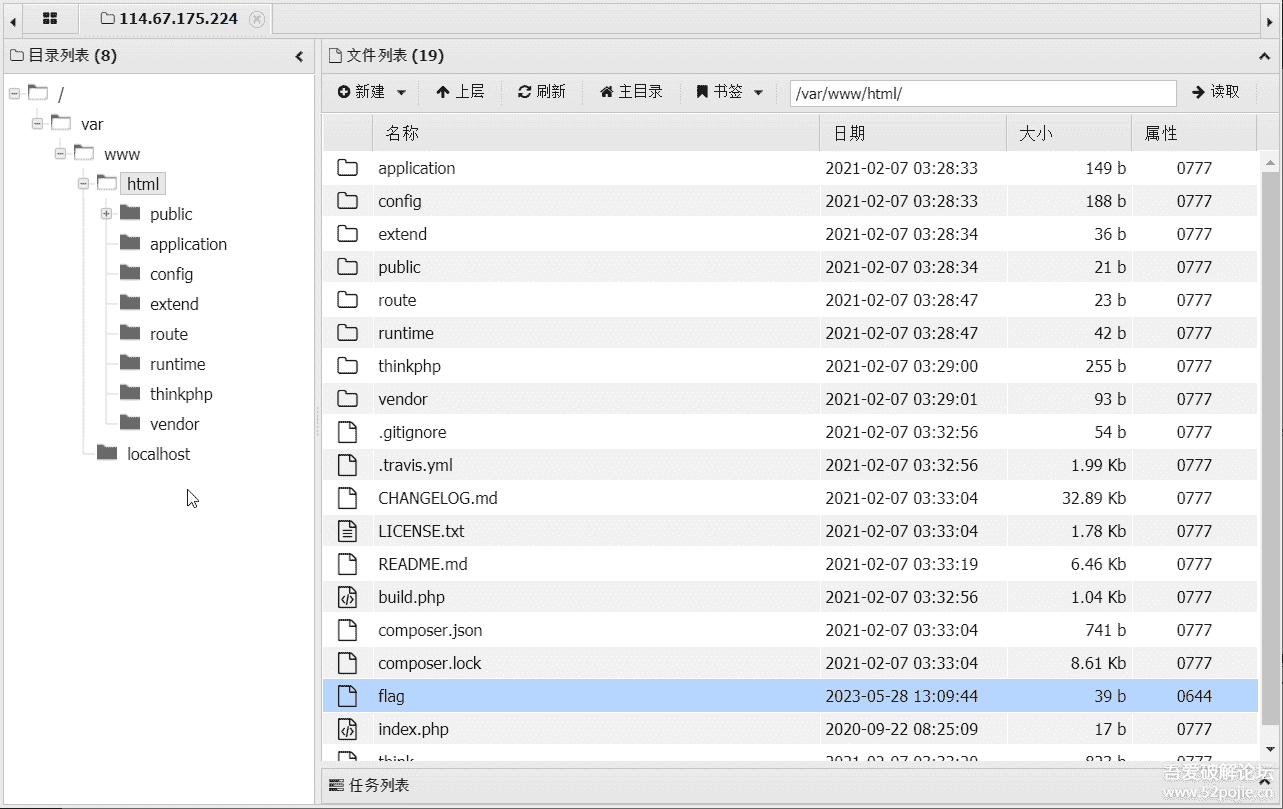 114.67.175.224
目录列表 (8)
/
var
www
html
public
application
config
extend
route
runtime
thinkphp
vendor
localhost
文件列表 (19)
新建 上层 刷新 主目录 书签 /var/www/html/ 读取
名称 日期 大小 属性
application 2021-02-07 03:28:33 149 b 0777
config 2021-02-07 03:28:33 188 b 0777
extend 2021-02-07 03:28:34 36 b 0777
public 2021-02-07 03:28:34 21 b 0777
route 2021-02-07 03:28:47 23 b 0777
runtime 2021-02-07 03:28:47 42 b 0777
thinkphp 2021-02-07 03:29:00 255 b 0777
vendor 2021-02-07 03:29:01 93 b 0777
.gitignore 2021-02-07 03:32:56 54 b 0777
.travis.yml 2021-02-07 03:32:56 1.99 Kb 0777
CHANGELOG.md 2021-02-07 03:33:04 32.89 Kb 0777
LICENSE.txt 2021-02-07 03:33:04 1.78 Kb 0777
README.md 2021-02-07 03:33:19 6.46 Kb 0777
build.php 2021-02-07 03:32:56 1.04 Kb 0777
composer.json 2021-02-07 03:33:04 741 b 0777
composer.lock 2021-02-07 03:33:04 8.61 Kb 0777
flag 2023-05-28 13:09:44 39 b 0644
index.php 2020-09-22 08:25:09 17 b 0777
think
任务列表
吾爱破解论坛
www.52pojie.cn